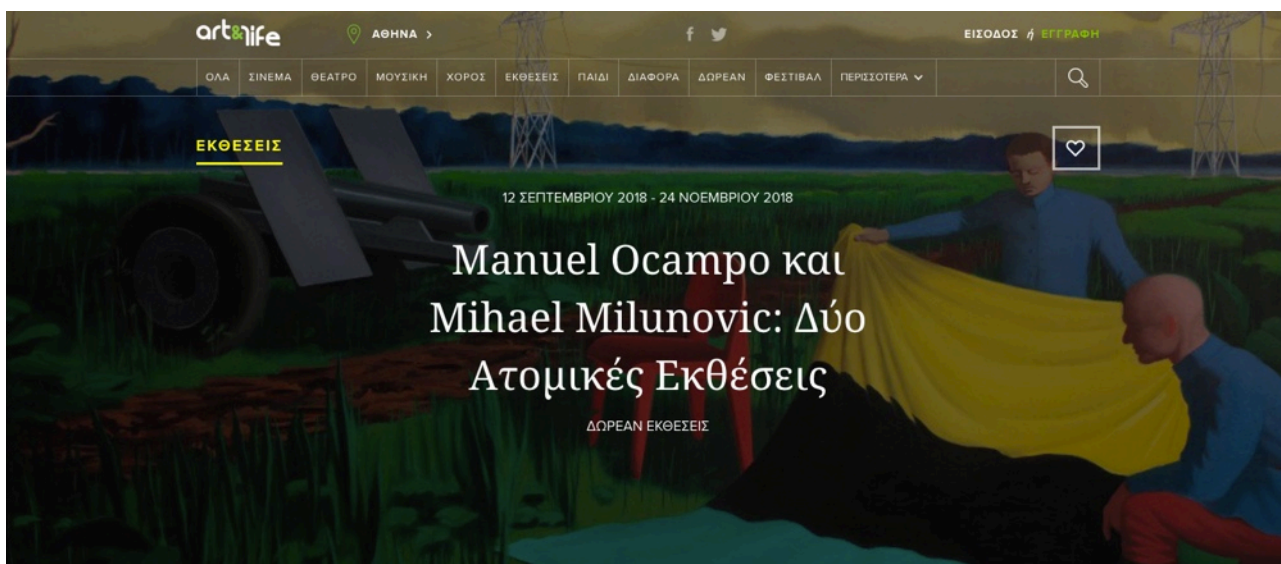 art&life
ΑΘΗΝΑ >
f
ΕΙΣΟΔΟΣ ή ΕΓΓΡΑΦΗ
ΟΛΑ ΣΙΝΕΜΑ ΘΕΑΤΡΟ ΜΟΥΣΙΚΗ ΧΟΡΟΣ ΕΚΘΕΣΕΙΣ ΠΑΙΔΙ ΔΙΑΦΟΡΑ ΔΩΡΕΑΝ ΦΕΣΤΙΒΑΛ ΠΕΡΙΣΣΟΤΕΡΑ
ΕΚΘΕΣΕΙΣ
12 ΣΕΠΤΕΜΒΡΙΟΥ 2018 - 24 ΝΟΕΜΒΡΙΟΥ 2018
Manuel Ocampo και
Mihael Milunovic: Δύο
Ατομικές Εκθέσεις
ΔΩΡΕΑΝ ΕΚΘΕΣΕΙΣ